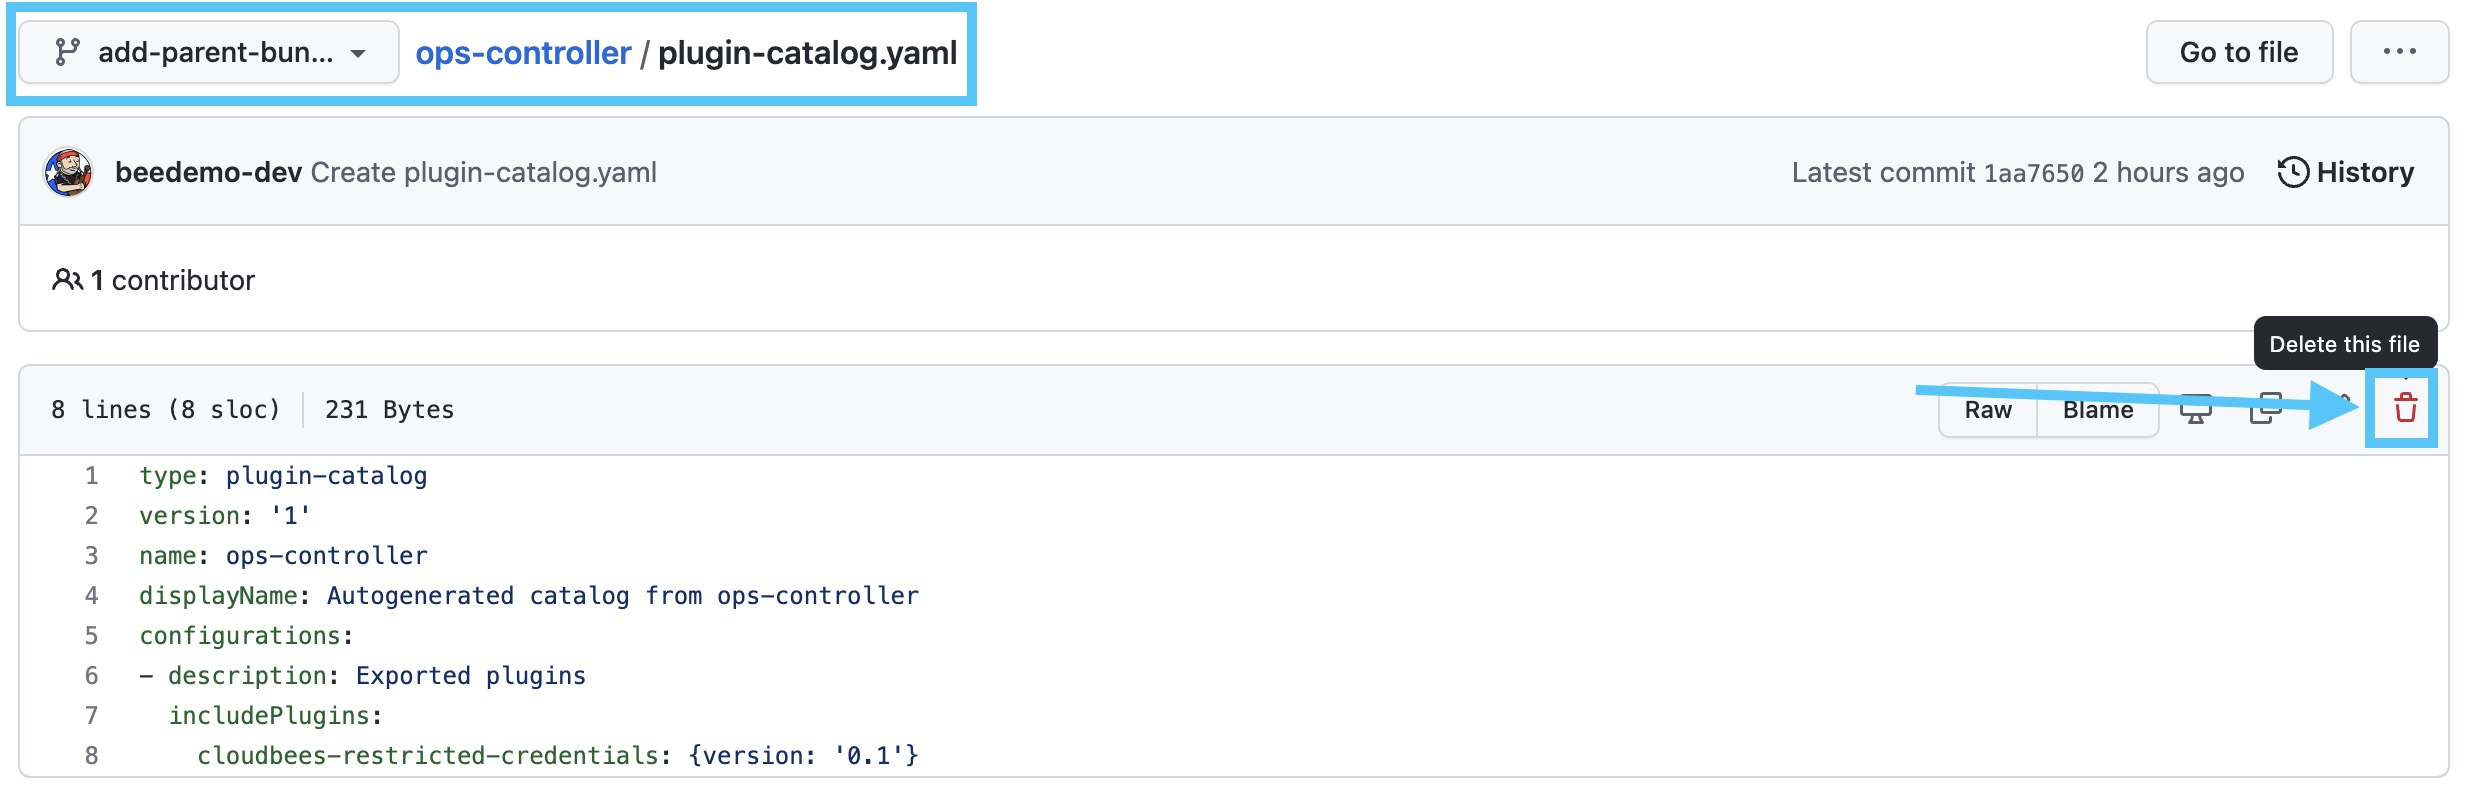 add-parent-bun... ops-controller / plugin-catalog.yaml Go to file ...
beedemo-dev Create plugin-catalog.yaml Latest commit 1aa7650 2 hours ago History
1 contributor
Delete this file
8 lines (8 sloc) 231 Bytes Raw Blame
1 type: plugin-catalog
2 version: '1'
3 name: ops-controller
4 displayName: Autogenerated catalog from ops-controller
5 configurations:
6 - description: Exported plugins
7   includePlugins:
8     cloudbees-restricted-credentials: {version: '0.1'}